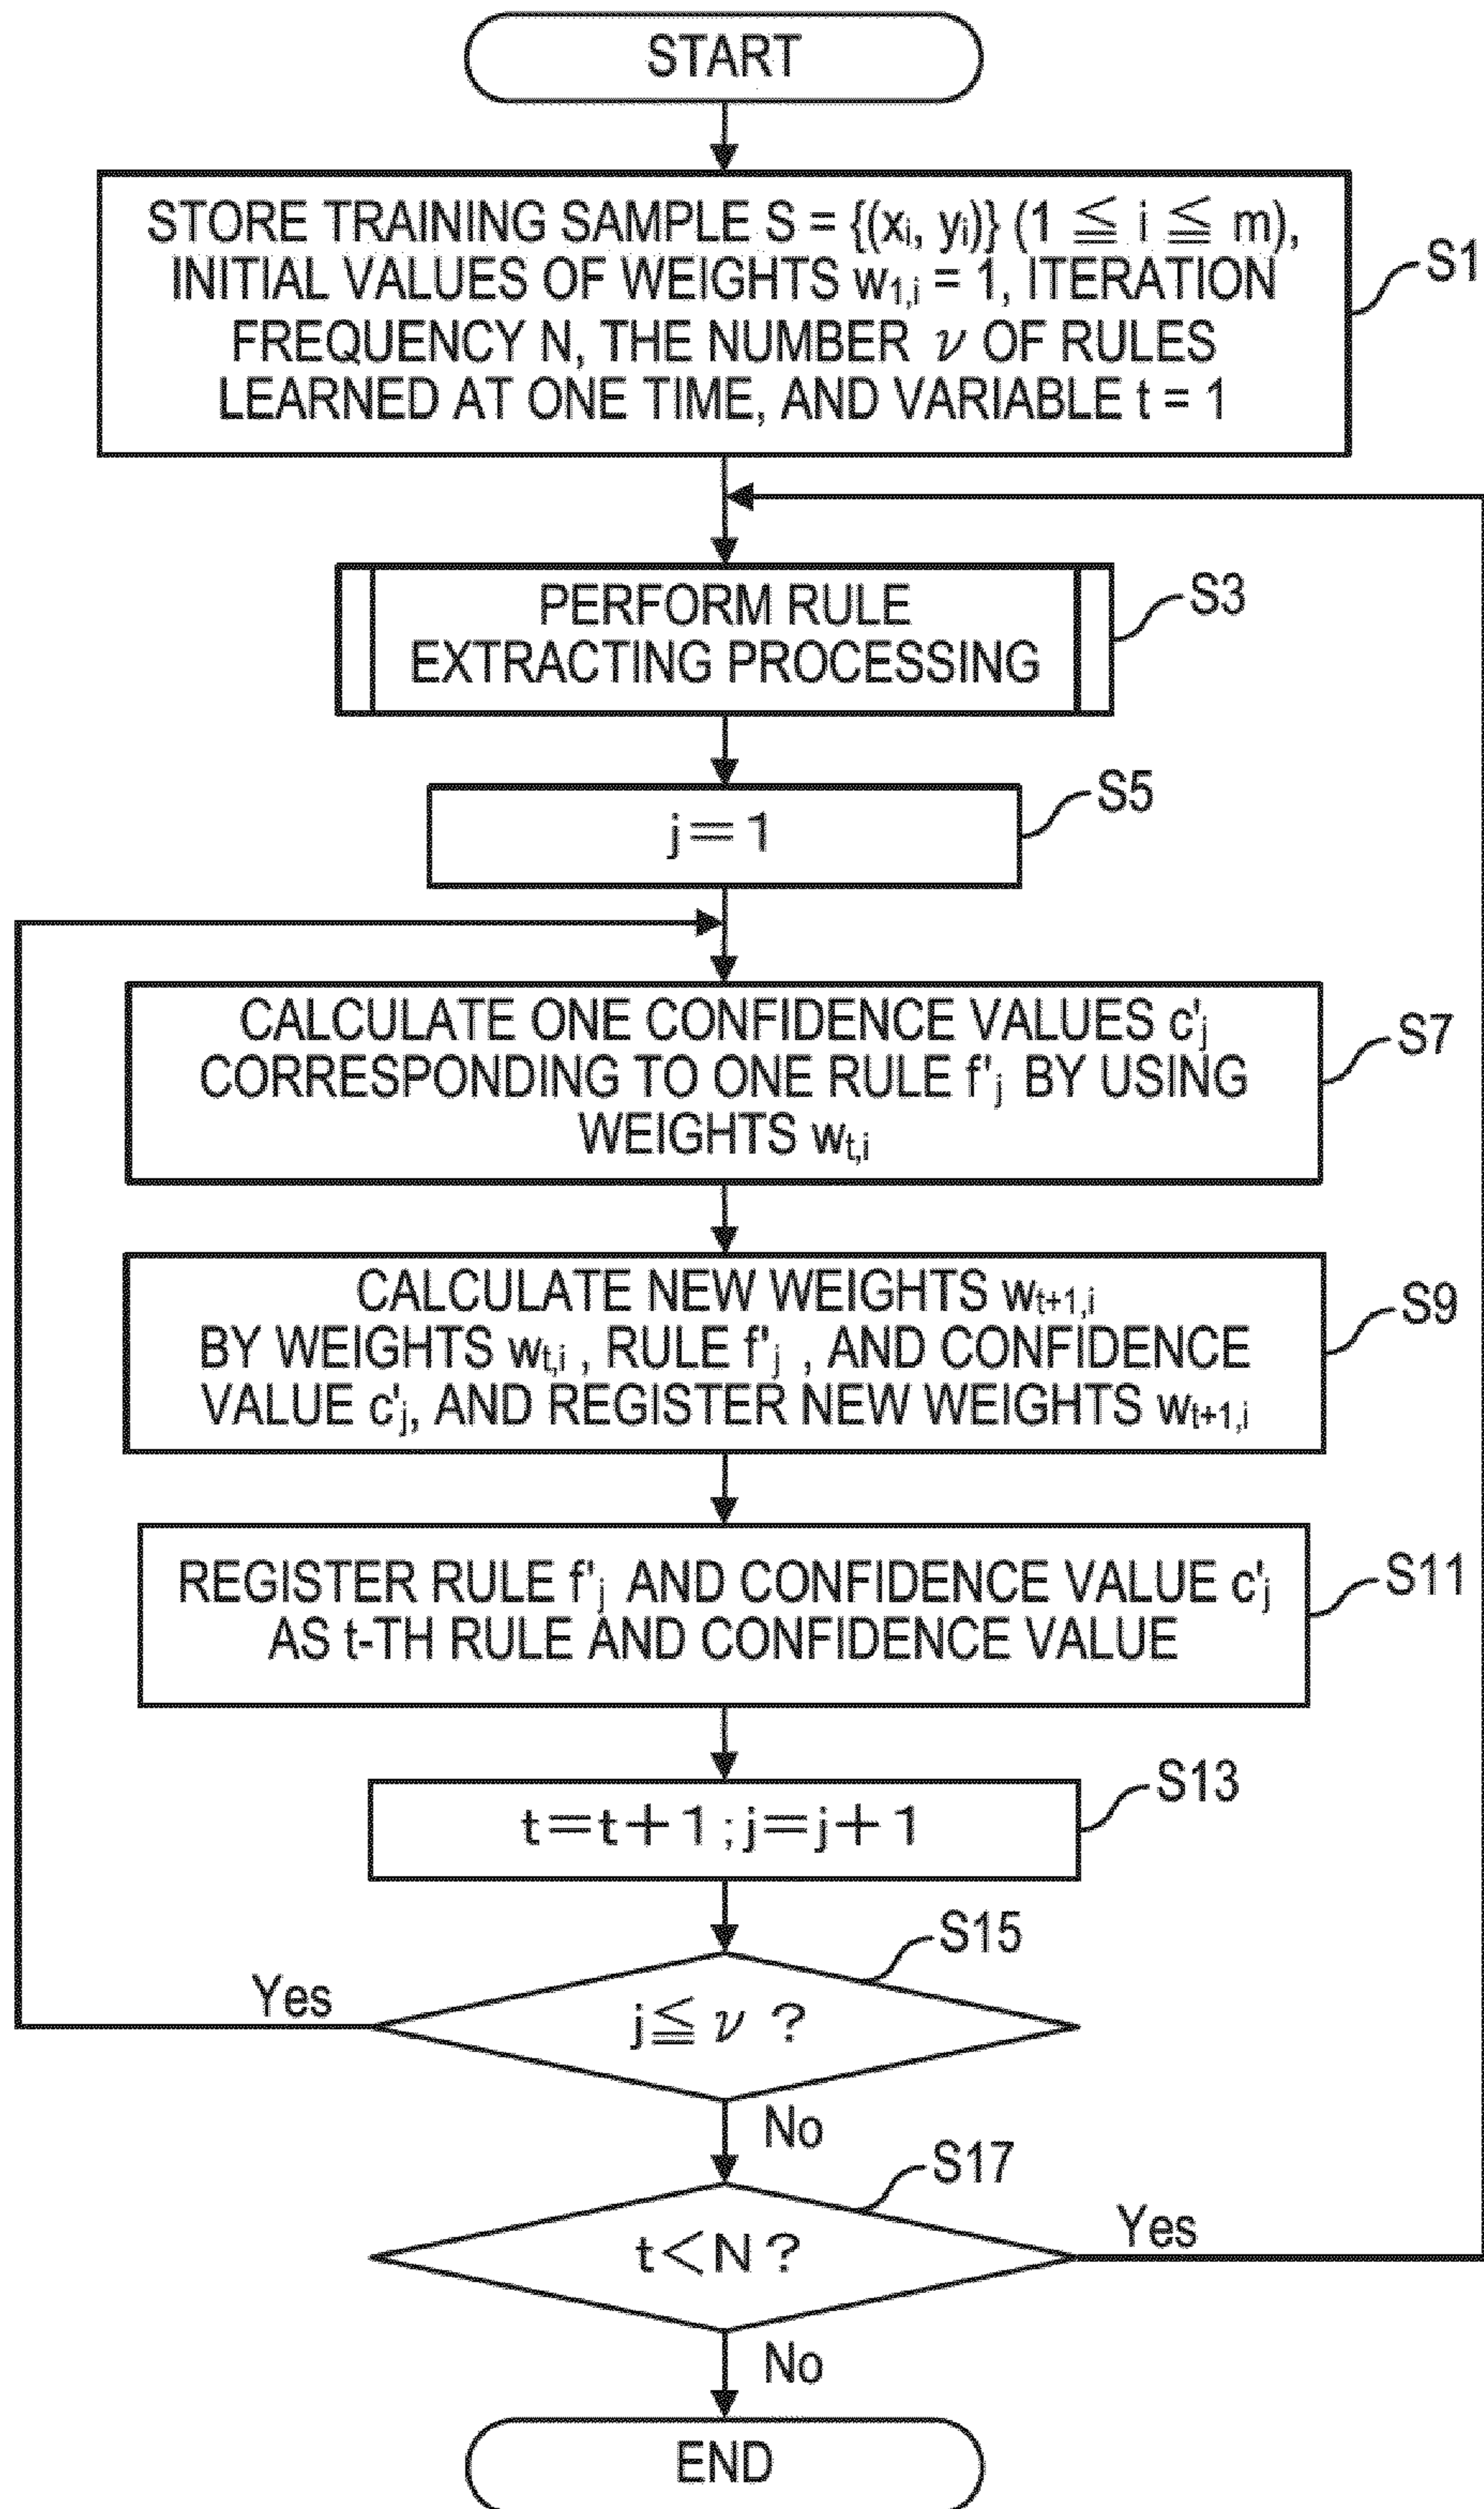 START
STORE TRAINING SAMPLE S = {(xᵢ, yᵢ)} (1 ≦ i ≦ m),
INITIAL VALUES OF WEIGHTS w₁,ᵢ = 1, ITERATION
FREQUENCY N, THE NUMBER ν OF RULES
LEARNED AT ONE TIME, AND VARIABLE t = 1
S1
PERFORM RULE
EXTRACTING PROCESSING
S3
j=1
S5
CALCULATE ONE CONFIDENCE VALUES c'ⱼ
CORRESPONDING TO ONE RULE f'ⱼ BY USING
WEIGHTS wₜ,ᵢ
S7
CALCULATE NEW WEIGHTS wₜ₊₁,ᵢ
BY WEIGHTS wₜ,ᵢ , RULE f'ⱼ , AND CONFIDENCE
VALUE c'ⱼ, AND REGISTER NEW WEIGHTS wₜ₊₁,ᵢ
S9
REGISTER RULE f'ⱼ AND CONFIDENCE VALUE c'ⱼ
AS t-TH RULE AND CONFIDENCE VALUE
S11
t=t+1;j=j+1
S13
S15
Yes
j≦ν ?
No
S17
t<N?
Yes
No
END